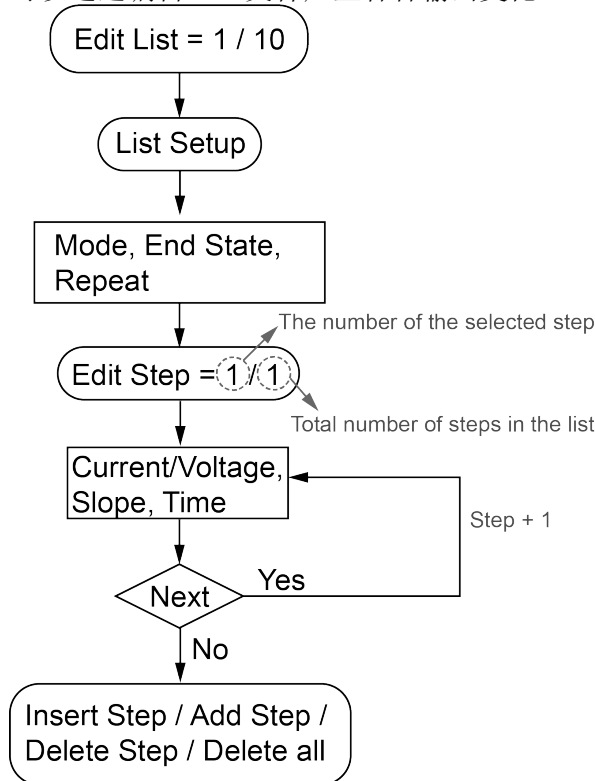 Edit List = 1 / 10
List Setup
Mode, End State,
Repeat
The number of the selected step
Edit Step = 1 / 1
Total number of steps in the list
Current/Voltage,
Slope, Time
Step + 1
Next
Yes
No
Insert Step / Add Step /
Delete Step / Delete all